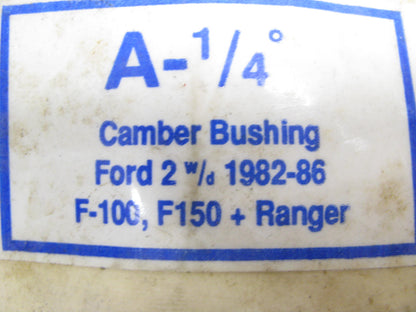 A-1/4°
Camber Bushing
Ford 2 w/d 1982-86
F-100, F150 + Ranger